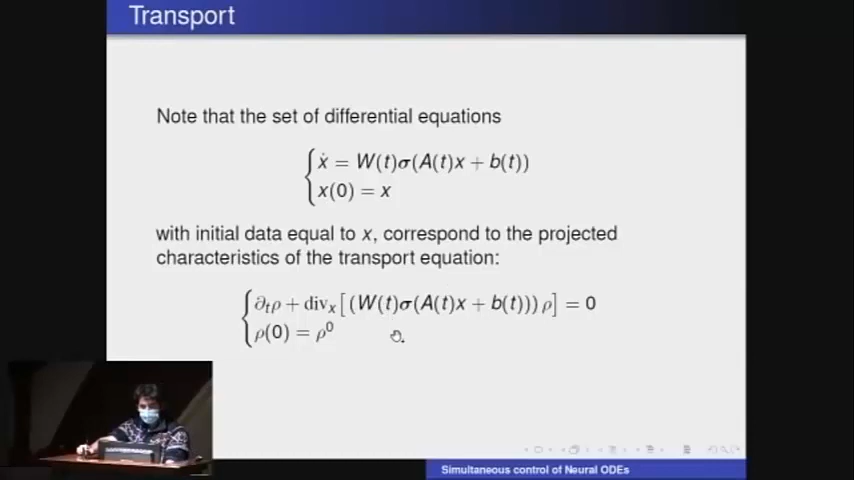 Transport
Note that the set of differential equations
ẋ = W(t)σ(A(t)x + b(t))
x(0) = x
with initial data equal to x, correspond to the projected
characteristics of the transport equation:
∂ₜρ + divₓ[(W(t)σ(A(t)x + b(t)))ρ] = 0
ρ(0) = ρ⁰
Simultaneous control of Neural ODEs